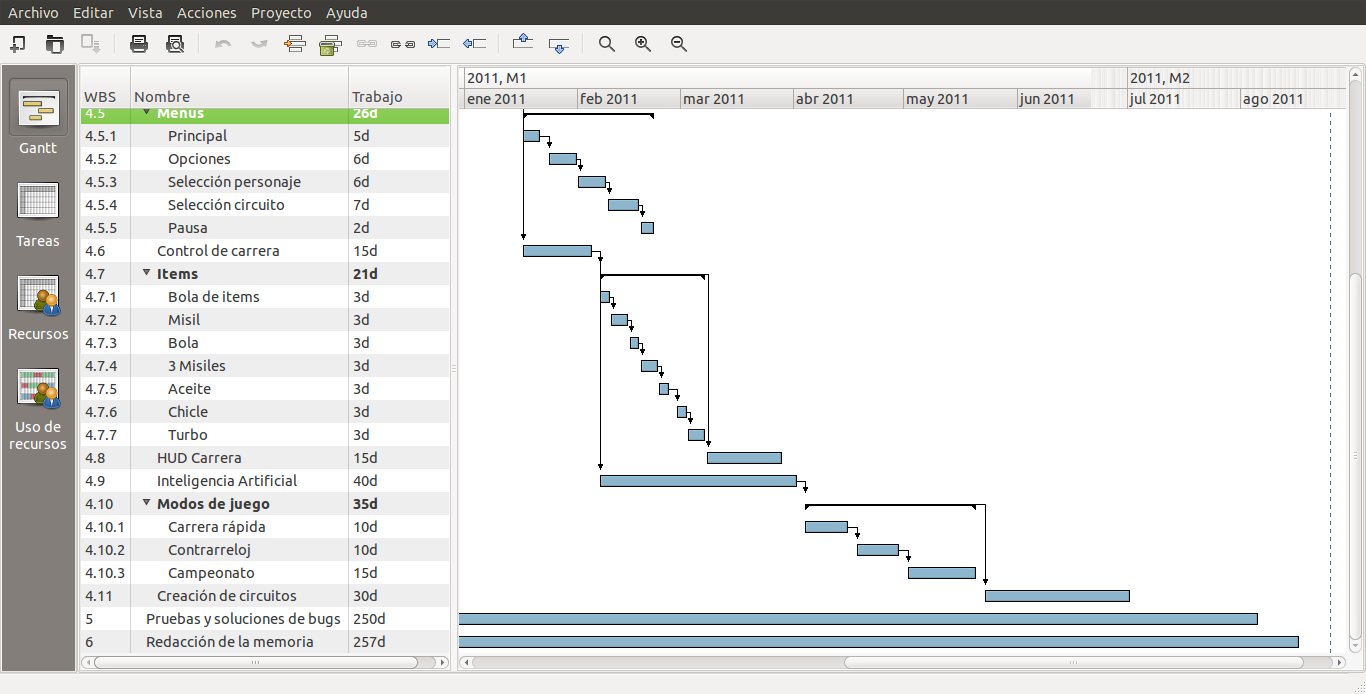 Archivo Editar Vista Acciones Proyecto Ayuda
WBS Nombre Trabajo
2011, M1 2011, M2
ene 2011 feb 2011 mar 2011 abr 2011 may 2011 jun 2011 jul 2011 ago 2011
Gantt
Tareas
Recursos
Uso de
recursos
4.5 Menus 26d
4.5.1 Principal 5d
4.5.2 Opciones 6d
4.5.3 Selección personaje 6d
4.5.4 Selección circuito 7d
4.5.5 Pausa 2d
4.6 Control de carrera 15d
4.7 Items 21d
4.7.1 Bola de items 3d
4.7.2 Misil 3d
4.7.3 Bola 3d
4.7.4 3 Misiles 3d
4.7.5 Aceite 3d
4.7.6 Chicle 3d
4.7.7 Turbo 3d
4.8 HUD Carrera 15d
4.9 Inteligencia Artificial 40d
4.10 Modos de juego 35d
4.10.1 Carrera rápida 10d
4.10.2 Contrarreloj 10d
4.10.3 Campeonato 15d
4.11 Creación de circuitos 30d
5 Pruebas y soluciones de bugs 250d
6 Redacción de la memoria 257d